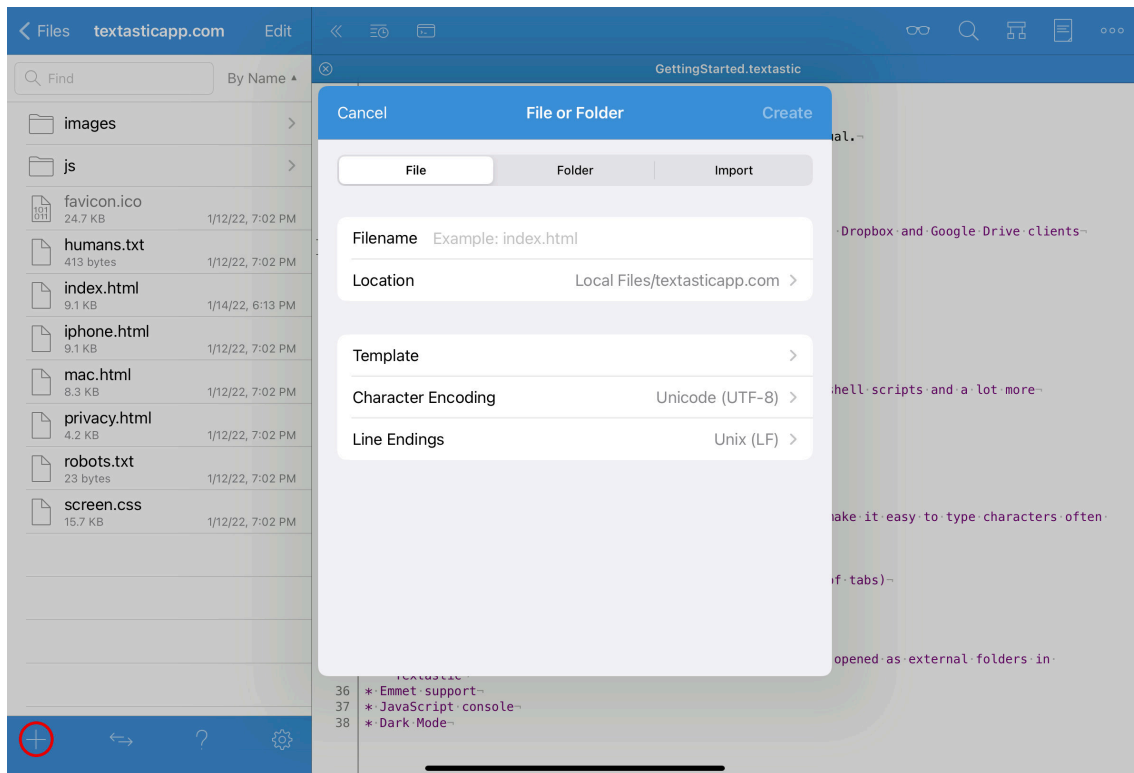 Files textasticapp.com Edit
Find By Name
images
js
favicon.ico
24.7 KB 1/12/22, 7:02 PM
humans.txt
413 bytes 1/12/22, 7:02 PM
index.html
9.1 KB 1/14/22, 6:13 PM
iphone.html
9.1 KB 1/12/22, 7:02 PM
mac.html
8.3 KB 1/12/22, 7:02 PM
privacy.html
4.2 KB 1/12/22, 7:02 PM
robots.txt
23 bytes 1/12/22, 7:02 PM
screen.css
15.7 KB 1/12/22, 7:02 PM
GettingStarted.textastic
Cancel File or Folder Create
File Folder Import
Filename Example: index.html
Location Local Files/textasticapp.com
Template
Character Encoding Unicode (UTF-8)
Line Endings Unix (LF)
Dropbox and Google Drive clients
shell scripts and a lot more
make it easy to type characters often
of tabs)
opened as external folders in
Textastic
36 * Emmet support
37 * JavaScript console
38 * Dark Mode